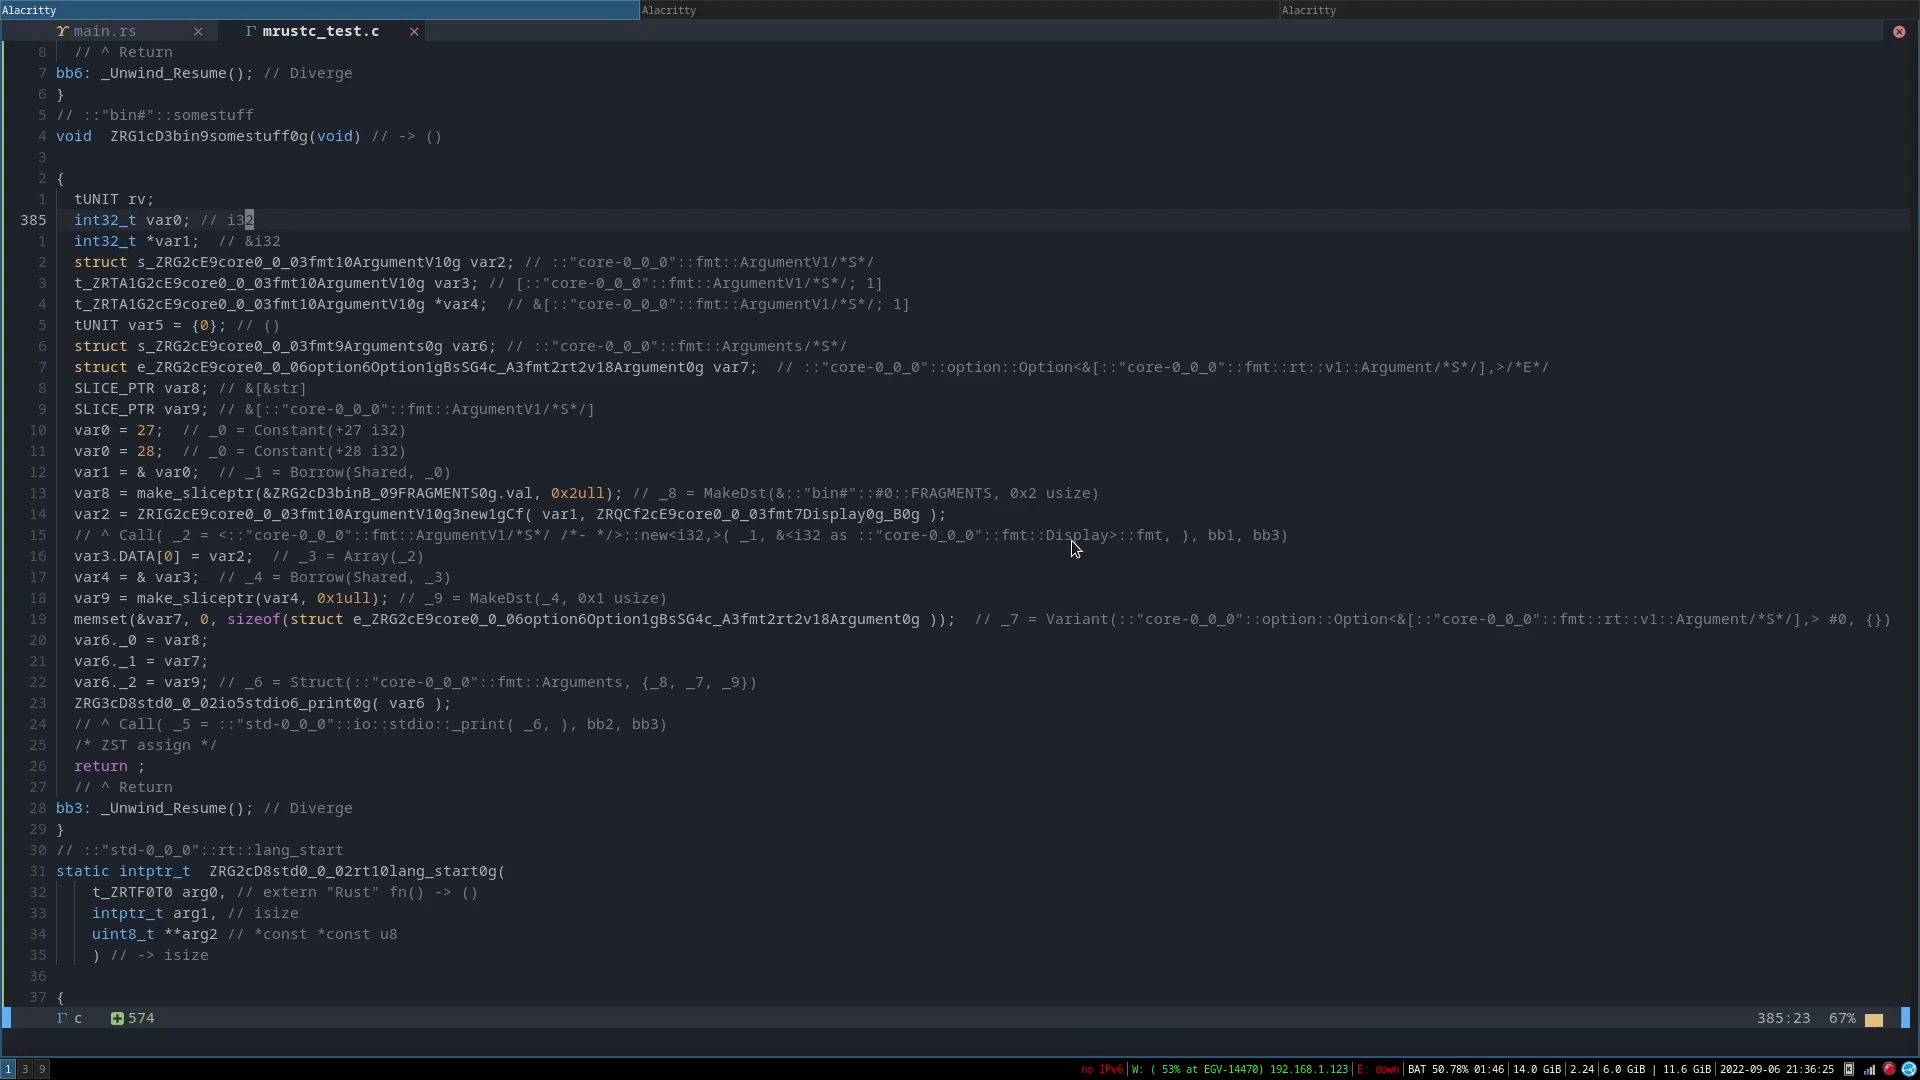 Alacritty Alacritty Alacritty
main.rs × mrustc_test.c ×
8 // ^ Return
7 bb6: _Unwind_Resume(); // Diverge
6 }
5 // ::"bin#"::somestuff
4 void  ZRG1cD3bin9somestuff0g(void) // -> ()
3
2 {
1   tUNIT rv;
385   int32_t var0; // i32
1   int32_t *var1;  // &i32
2   struct s_ZRG2cE9core0_0_03fmt10ArgumentV10g var2; // ::"core-0_0_0"::fmt::ArgumentV1/*S*/
3   t_ZRTA1G2cE9core0_0_03fmt10ArgumentV10g var3; // [::"core-0_0_0"::fmt::ArgumentV1/*S*/; 1]
4   t_ZRTA1G2cE9core0_0_03fmt10ArgumentV10g *var4;  // &[::"core-0_0_0"::fmt::ArgumentV1/*S*/; 1]
5   tUNIT var5 = {0}; // ()
6   struct s_ZRG2cE9core0_0_03fmt9Arguments0g var6; // ::"core-0_0_0"::fmt::Arguments/*S*/
7   struct e_ZRG2cE9core0_0_06option6Option1gBsSG4c_A3fmt2rt2v18Argument0g var7;  // ::"core-0_0_0"::option::Option<&[::"core-0_0_0"::fmt::rt::v1::Argument/*S*/],>/*E*/
8   SLICE_PTR var8; // &[&str]
9   SLICE_PTR var9; // &[::"core-0_0_0"::fmt::ArgumentV1/*S*/]
10   var0 = 27;  // _0 = Constant(+27 i32)
11   var0 = 28;  // _0 = Constant(+28 i32)
12   var1 = & var0;  // _1 = Borrow(Shared, _0)
13   var8 = make_sliceptr(&ZRG2cD3binB_09FRAGMENTS0g.val, 0x2ull); // _8 = MakeDst(&::"bin#"::#0::FRAGMENTS, 0x2 usize)
14   var2 = ZRIG2cE9core0_0_03fmt10ArgumentV10g3new1gCf( var1, ZRQCf2cE9core0_0_03fmt7Display0g_B0g );
15   // ^ Call( _2 = <::"core-0_0_0"::fmt::ArgumentV1/*S*/ /*- */>::new<i32,>( _1, &<i32 as ::"core-0_0_0"::fmt::Display>::fmt, ), bb1, bb3)
16   var3.DATA[0] = var2;  // _3 = Array(_2)
17   var4 = & var3;  // _4 = Borrow(Shared, _3)
18   var9 = make_sliceptr(var4, 0x1ull); // _9 = MakeDst(_4, 0x1 usize)
19   memset(&var7, 0, sizeof(struct e_ZRG2cE9core0_0_06option6Option1gBsSG4c_A3fmt2rt2v18Argument0g ));  // _7 = Variant(::"core-0_0_0"::option::Option<&[::"core-0_0_0"::fmt::rt::v1::Argument/*S*/],> #0, {})
20   var6._0 = var8;
21   var6._1 = var7;
22   var6._2 = var9; // _6 = Struct(::"core-0_0_0"::fmt::Arguments, {_8, _7, _9})
23   ZRG3cD8std0_0_02io5stdio6_print0g( var6 );
24   // ^ Call( _5 = ::"std-0_0_0"::io::stdio::_print( _6, ), bb2, bb3)
25   /* ZST assign */
26   return ;
27   // ^ Return
28 bb3: _Unwind_Resume(); // Diverge
29 }
30 // ::"std-0_0_0"::rt::lang_start
31 static intptr_t  ZRG2cD8std0_0_02rt10lang_start0g(
32     t_ZRTF0T0 arg0, // extern "Rust" fn() -> ()
33     intptr_t arg1, // isize
34     uint8_t **arg2 // *const *const u8
35     ) // -> isize
36
37 {
c 574 385:23 67%
1 3 9 no IPv6|W: ( 53% at EGV-14470) 192.168.1.123|E: down|BAT 50.78% 01:46|14.0 GiB|2.24|6.0 GiB | 11.6 GiB|2022-09-06 21:36:25